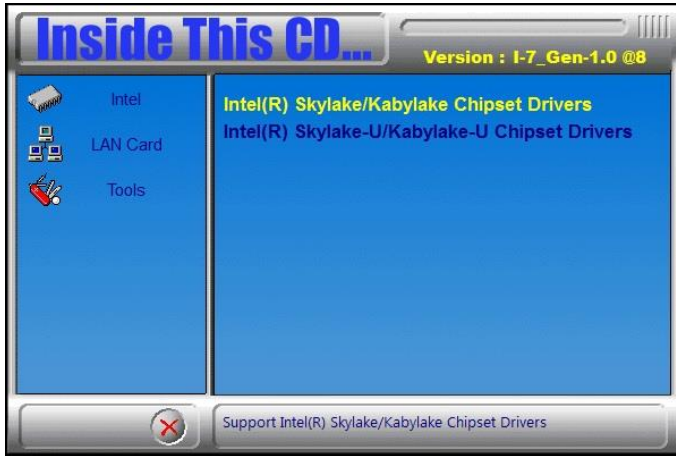 Inside This CD...
Version : I-7_Gen-1.0 @8
Intel
LAN Card
Tools
Intel(R) Skylake/Kabylake Chipset Drivers
Intel(R) Skylake-U/Kabylake-U Chipset Drivers
Support Intel(R) Skylake/Kabylake Chipset Drivers